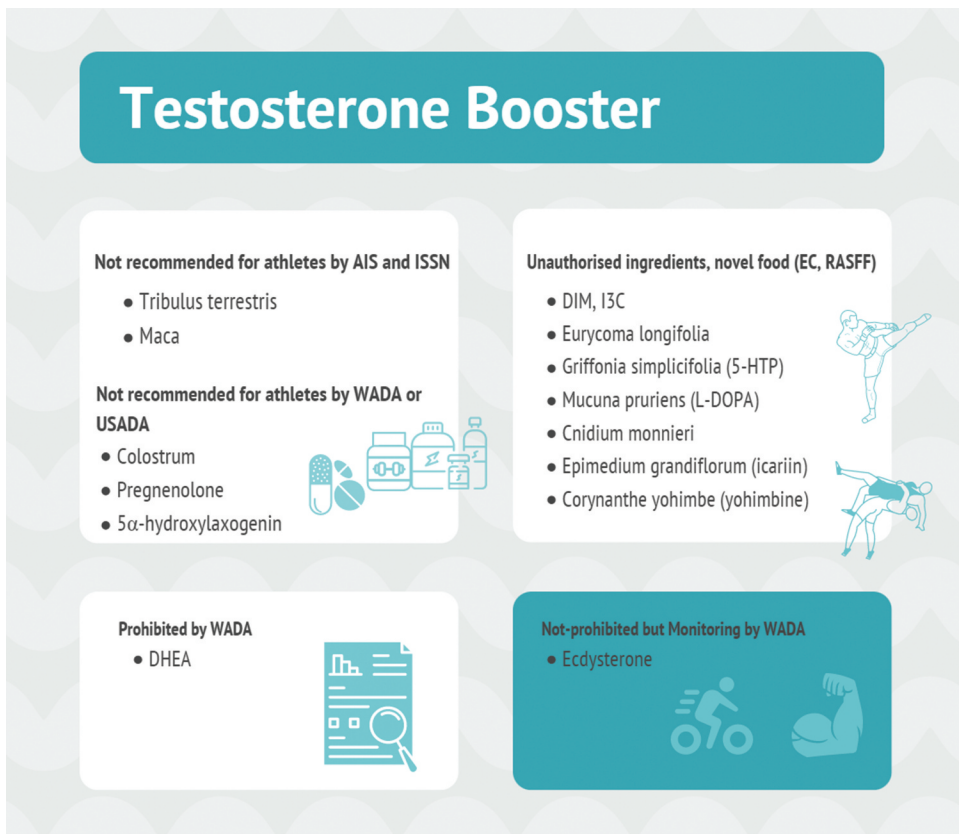 Testosterone Booster
Not recommended for athletes by AIS and ISSN
● Tribulus terrestris
● Maca
Not recommended for athletes by WADA or
USADA
● Colostrum
● Pregnenolone
● 5α-hydroxylaxogenin
Unauthorised ingredients, novel food (EC, RASFF)
● DIM, I3C
● Eurycoma longifolia
● Griffonia simplicifolia (5-HTP)
● Mucuna pruriens (L-DOPA)
● Cnidium monnieri
● Epimedium grandiflorum (icariin)
● Corynanthe yohimbe (yohimbine)
Prohibited by WADA
● DHEA
Not-prohibited but Monitoring by WADA
● Ecdysterone